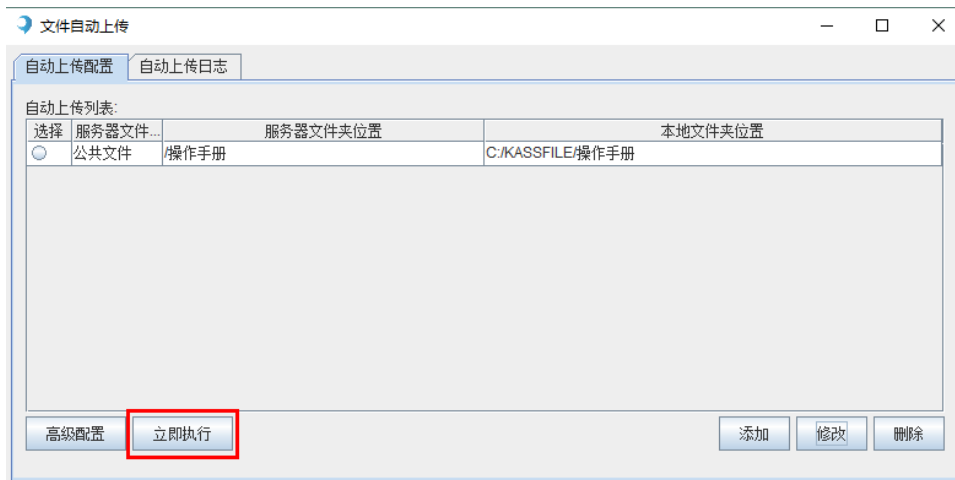 文件自动上传
自动上传配置 自动上传日志
自动上传列表:
选择 服务器文件... 服务器文件夹位置 本地文件夹位置
公共文件 /操作手册 C:/KASSFILE/操作手册
高级配置 立即执行 添加 修改 删除